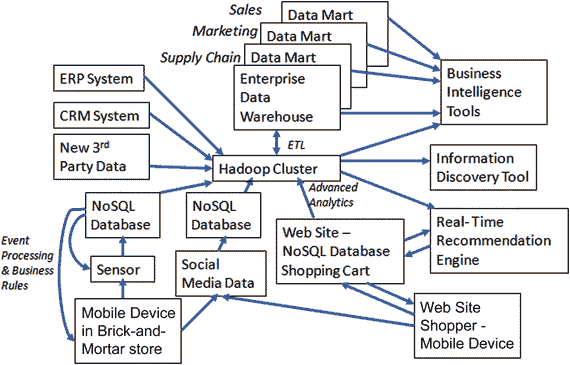 Sales
Data Mart
Marketing
Data Mart
Supply Chain
Data Mart
Enterprise
Data
Warehouse
Business
Intelligence
Tools
ERP System
CRM System
New 3rd
Party Data
ETL
Hadoop Cluster
Information
Discovery Tool
Advanced
Analytics
NoSQL
Database
NoSQL
Database
Web Site –
NoSQL Database
Shopping Cart
Real- Time
Recommendation
Engine
Event
Processing
& Business
Rules
Sensor
Social
Media Data
Mobile Device
in Brick-and-
Mortar store
Web Site
Shopper -
Mobile Device